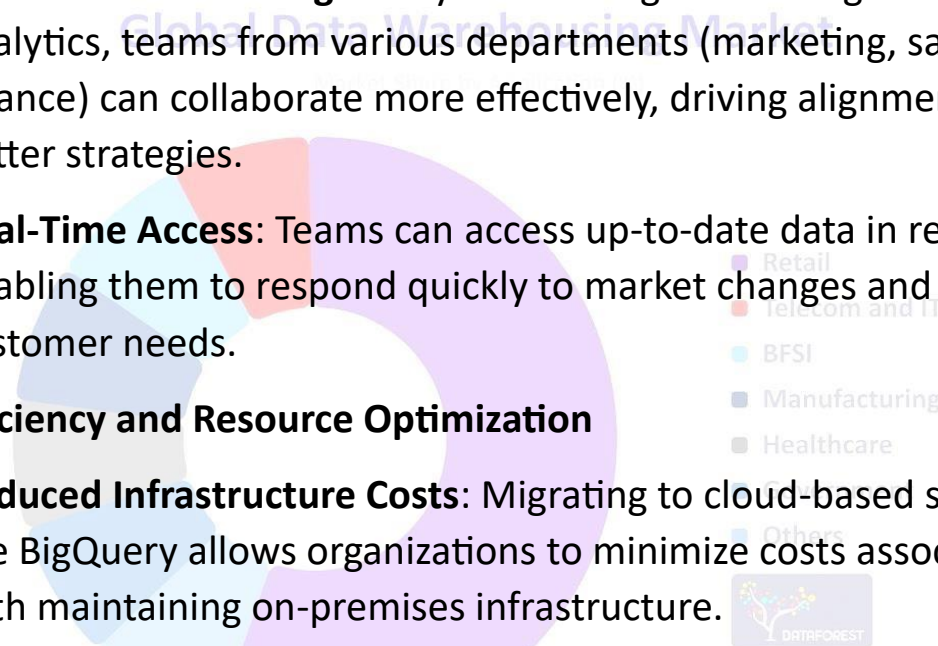 Global Data Warehousing Market
alytics, teams from various departments (marketing, sa
ance) can collaborate more effectively, driving alignme
tter strategies.
al-Time Access: Teams can access up-to-date data in re
abling them to respond quickly to market changes and
stomer needs.
ciency and Resource Optimization
duced Infrastructure Costs: Migrating to cloud-based s
e BigQuery allows organizations to minimize costs assoc
th maintaining on-premises infrastructure.
Retail
Telecom and IT
BFSI
Manufacturing
Healthcare
Government
Others
DATAFOREST